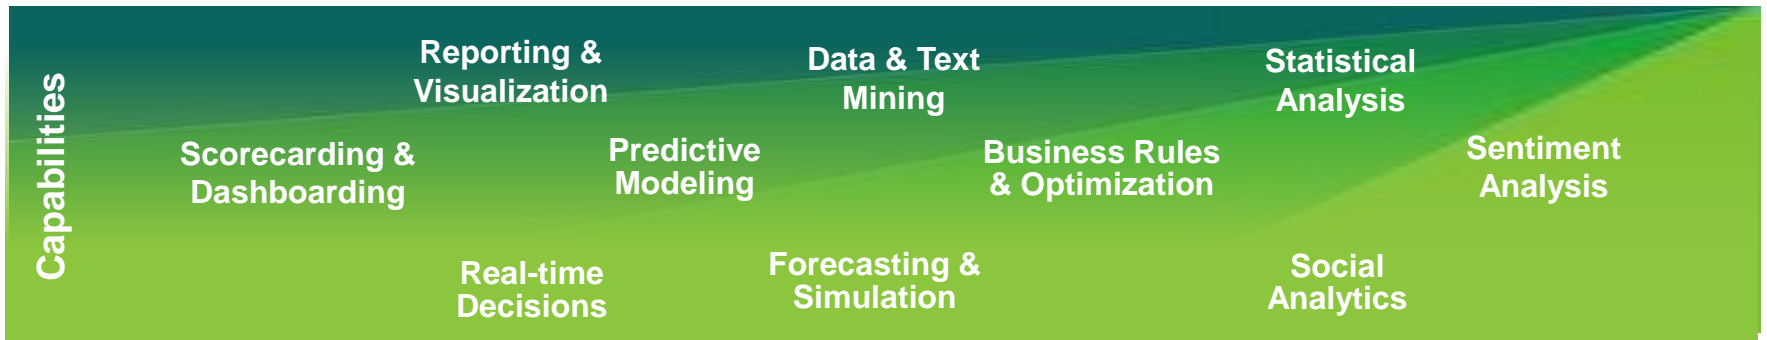 Capabilities
Reporting &
Visualization
Data & Text
Mining
Statistical
Analysis
Scorecarding &
Dashboarding
Predictive
Modeling
Business Rules
& Optimization
Sentiment
Analysis
Real-time
Decisions
Forecasting &
Simulation
Social
Analytics